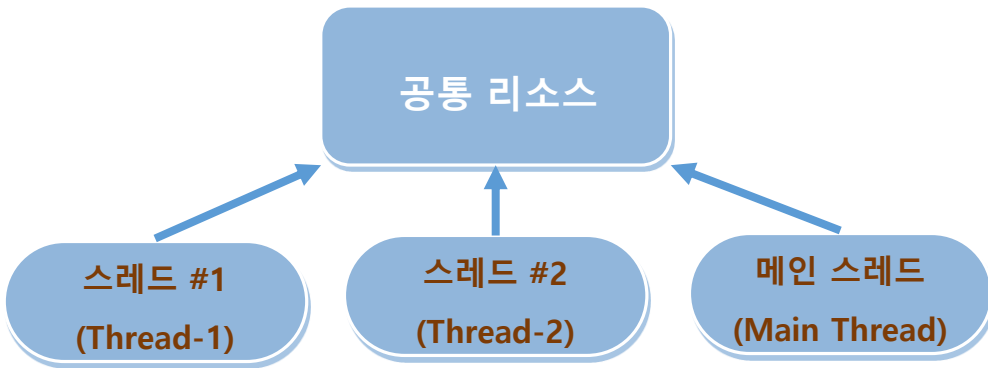 공통 리소스
스레드 #1
(Thread-1)
스레드 #2
(Thread-2)
메인 스레드
(Main Thread)